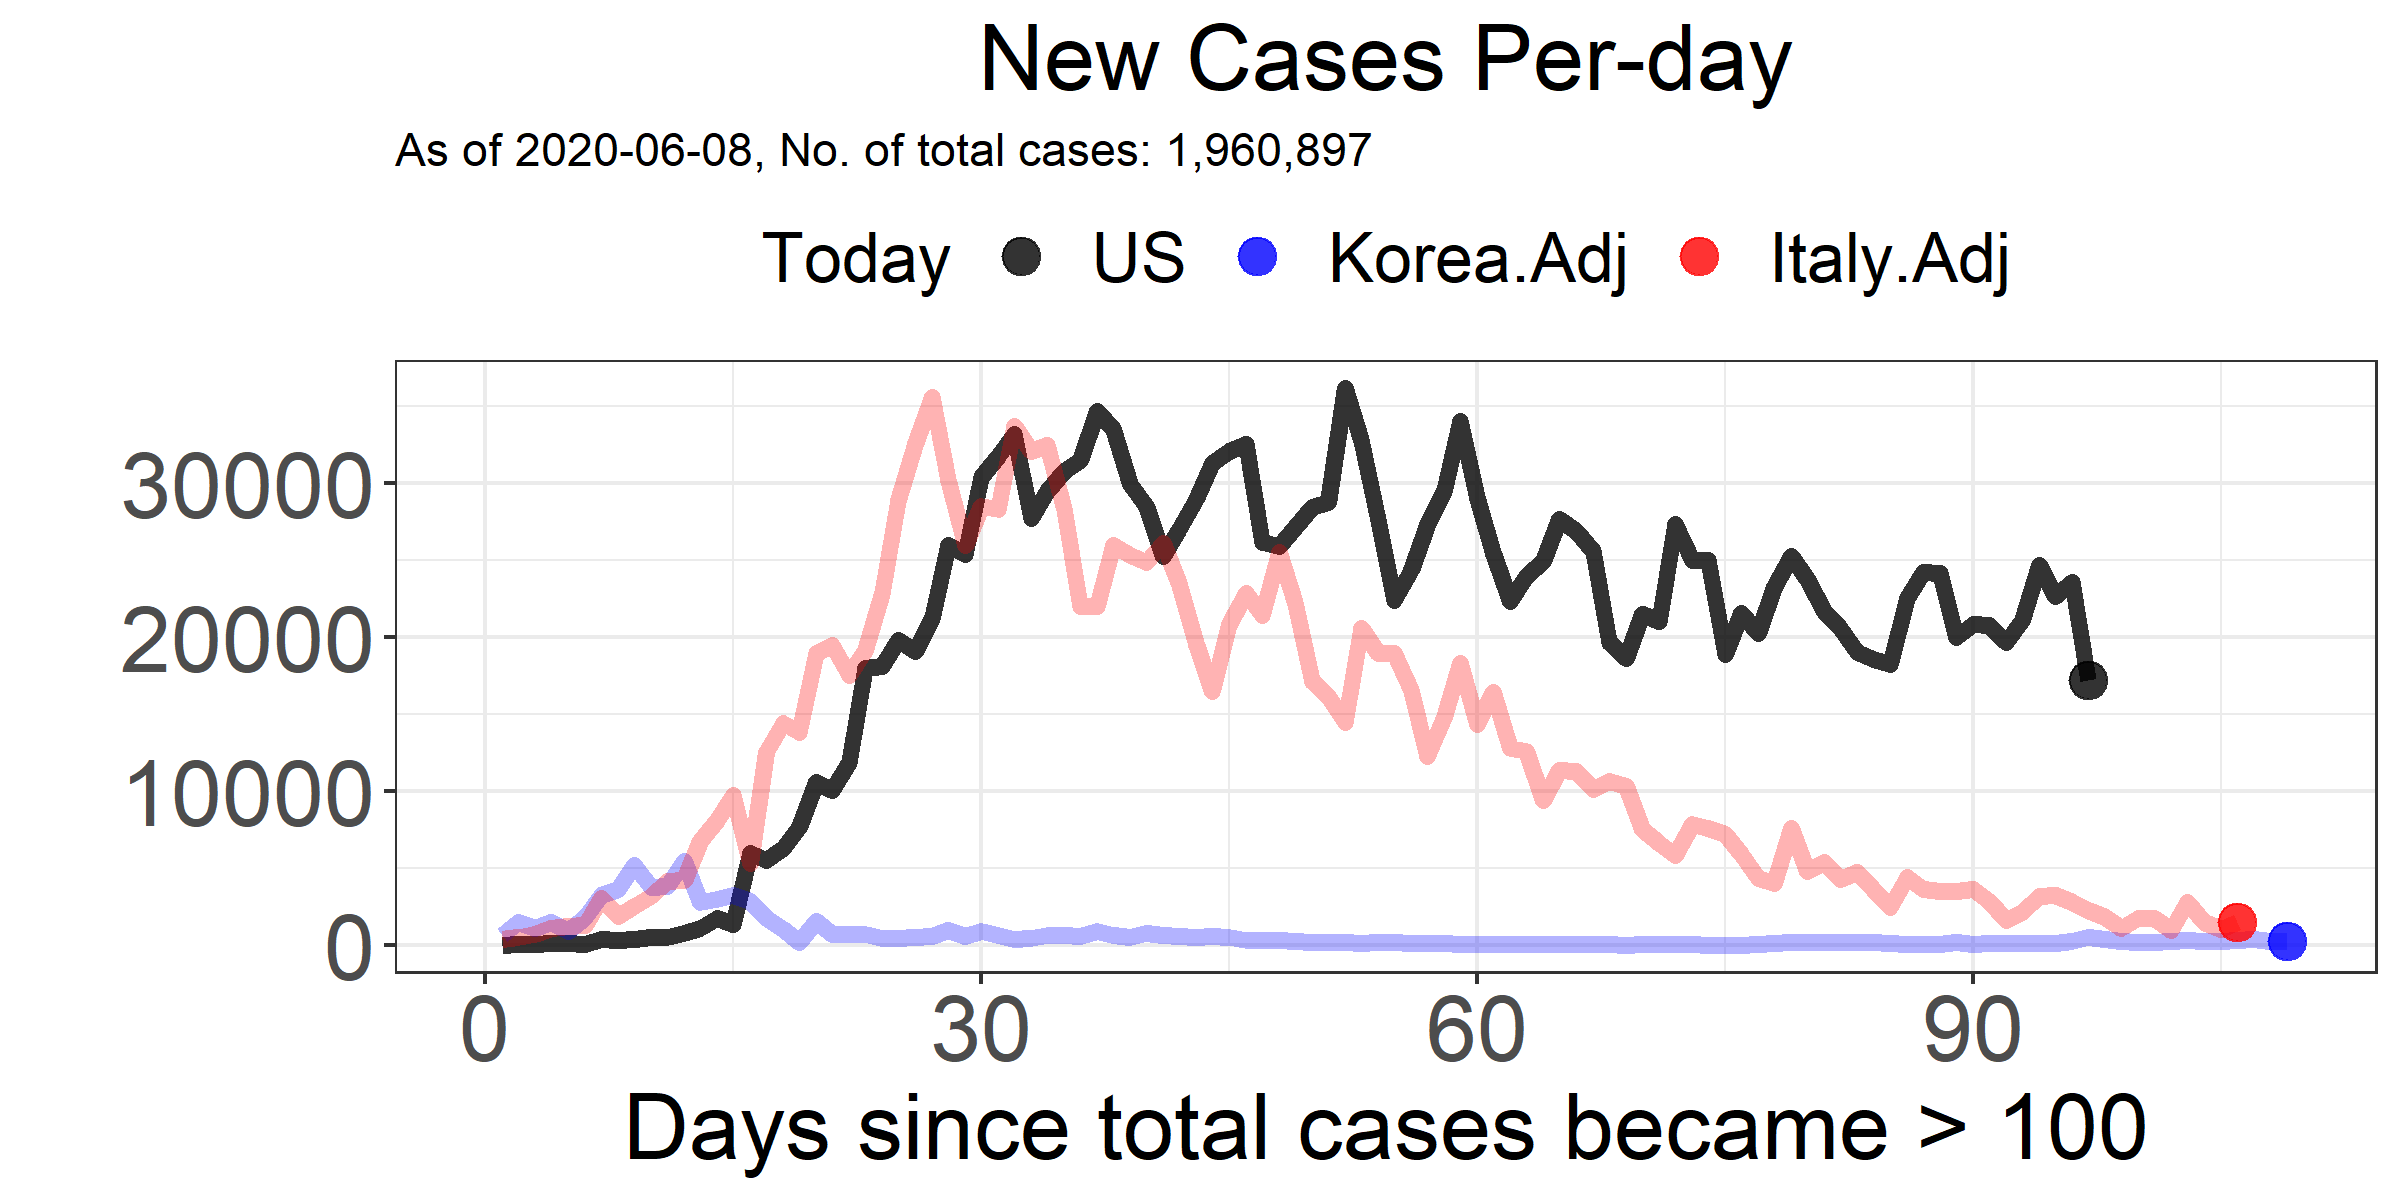 New Cases Per-day
As of 2020-06-08, No. of total cases: 1,960,897
Today US Korea.Adj Italy.Adj
30000
20000
10000
0
0 30 60 90
Days since total cases became > 100